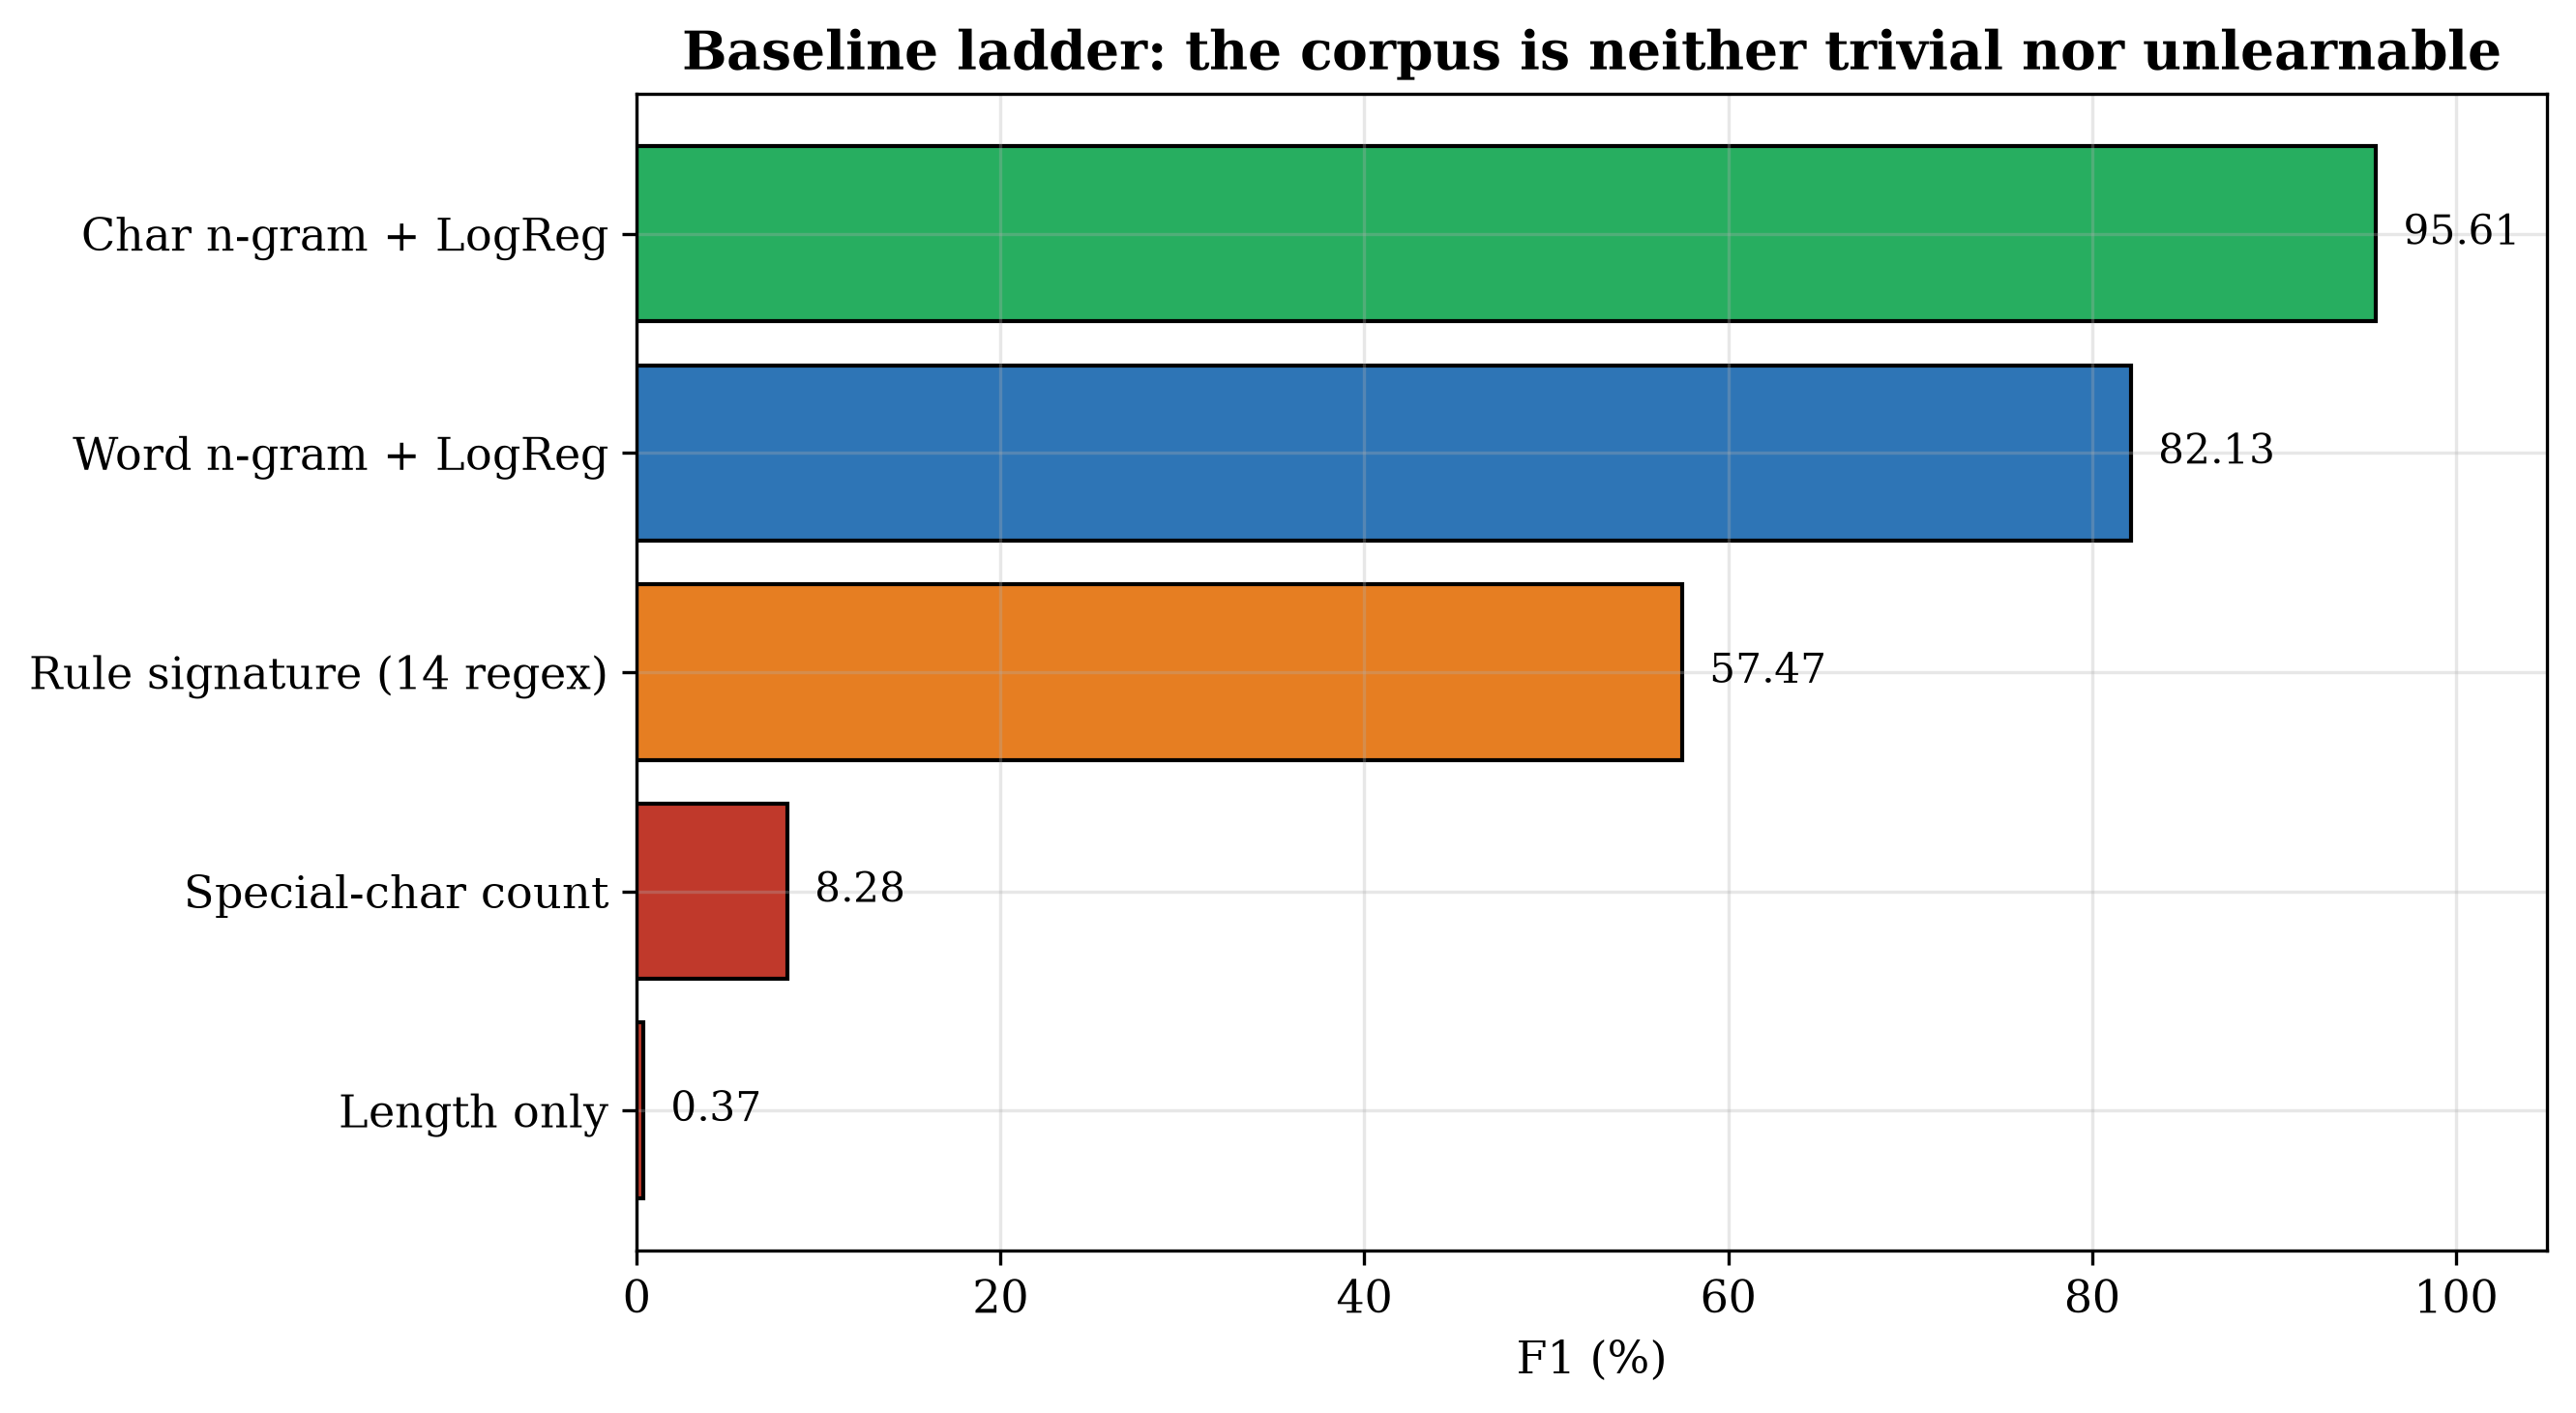 Baseline ladder: the corpus is neither trivial nor unlearnable
Char n-gram + LogReg
95.61
Word n-gram + LogReg
82.13
Rule signature (14 regex)
57.47
Special-char count
8.28
Length only
0.37
0 20 40 60 80 100
F1 (%)